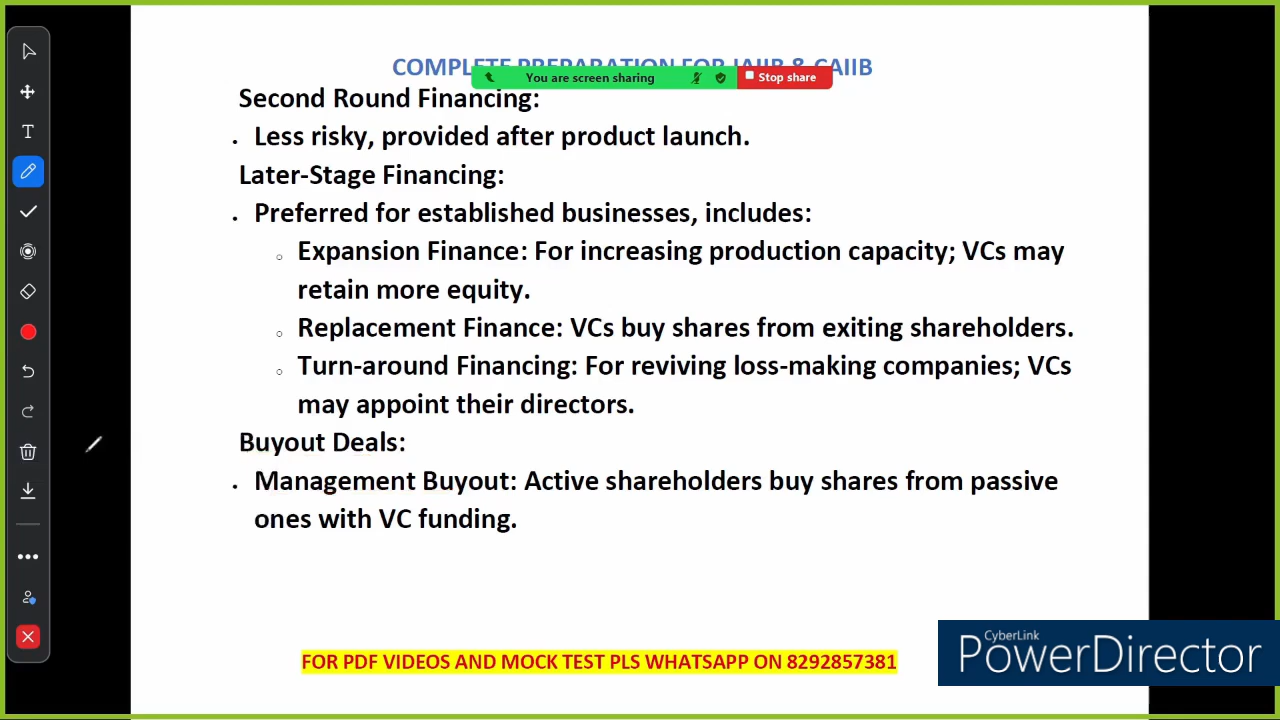 COMPLETE PREPARATION FOR JAIIB & CAIIB
You are screen sharing
Stop share
Second Round Financing:
• Less risky, provided after product launch.
Later-Stage Financing:
• Preferred for established businesses, includes:
○ Expansion Finance: For increasing production capacity; VCs may
retain more equity.
○ Replacement Finance: VCs buy shares from exiting shareholders.
○ Turn-around Financing: For reviving loss-making companies; VCs
may appoint their directors.
Buyout Deals:
• Management Buyout: Active shareholders buy shares from passive
ones with VC funding.
FOR PDF VIDEOS AND MOCK TEST PLS WHATSAPP ON 8292857381
CyberLink
PowerDirector
T